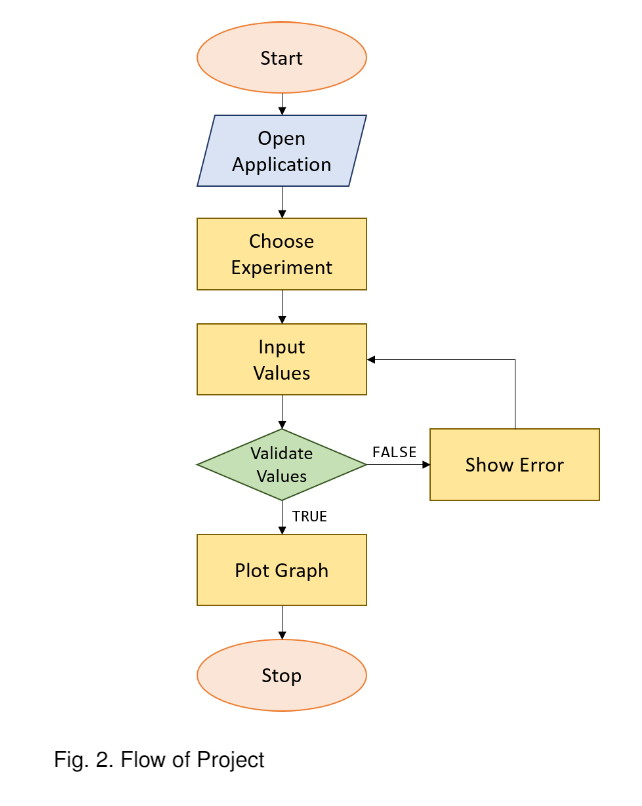 Start
Open
Application
Choose
Experiment
Input
Values
Validate
Values
FALSE
Show Error
TRUE
Plot Graph
Stop
Fig. 2. Flow of Project